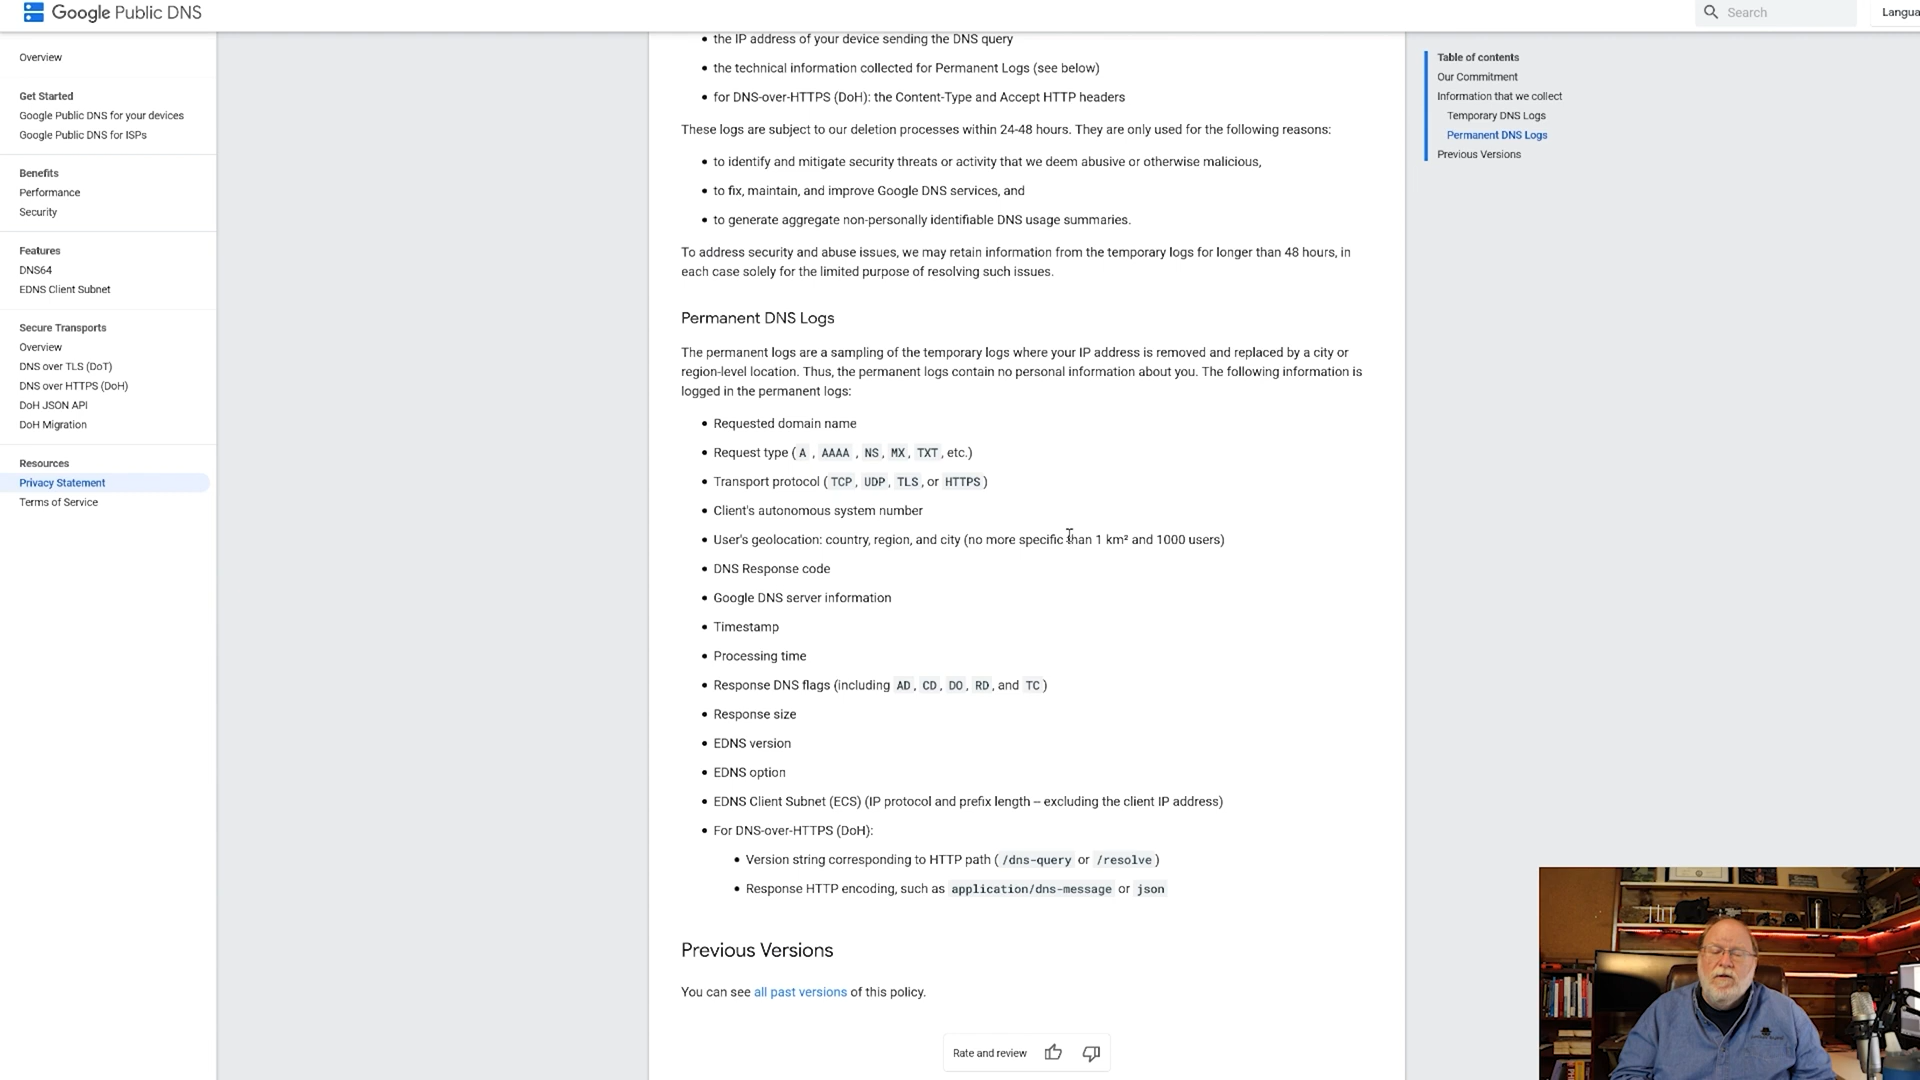 Google Public DNS
Search
Langua
Overview
Get Started
Google Public DNS for your devices
Google Public DNS for ISPs
Benefits
Performance
Security
Features
DNS64
EDNS Client Subnet
Secure Transports
Overview
DNS over TLS (DoT)
DNS over HTTPS (DoH)
DoH JSON API
DoH Migration
Resources
Privacy Statement
Terms of Service
• the IP address of your device sending the DNS query
• the technical information collected for Permanent Logs (see below)
• for DNS-over-HTTPS (DoH): the Content-Type and Accept HTTP headers
These logs are subject to our deletion processes within 24-48 hours. They are only used for the following reasons:
• to identify and mitigate security threats or activity that we deem abusive or otherwise malicious,
• to fix, maintain, and improve Google DNS services, and
• to generate aggregate non-personally identifiable DNS usage summaries.
To address security and abuse issues, we may retain information from the temporary logs for longer than 48 hours, in
each case solely for the limited purpose of resolving such issues.
Permanent DNS Logs
The permanent logs are a sampling of the temporary logs where your IP address is removed and replaced by a city or
region-level location. Thus, the permanent logs contain no personal information about you. The following information is
logged in the permanent logs:
• Requested domain name
• Request type ( A , AAAA , NS, MX, TXT, etc.)
• Transport protocol ( TCP, UDP, TLS, or HTTPS )
• Client's autonomous system number
• User's geolocation: country, region, and city (no more specific than 1 km² and 1000 users)
• DNS Response code
• Google DNS server information
• Timestamp
• Processing time
• Response DNS flags (including AD, CD, DO, RD, and TC )
• Response size
• EDNS version
• EDNS option
• EDNS Client Subnet (ECS) (IP protocol and prefix length – excluding the client IP address)
• For DNS-over-HTTPS (DoH):
• Version string corresponding to HTTP path ( /dns-query or /resolve )
• Response HTTP encoding, such as application/dns-message or json
Previous Versions
You can see all past versions of this policy.
Rate and review
Table of contents
Our Commitment
Information that we collect
Temporary DNS Logs
Permanent DNS Logs
Previous Versions